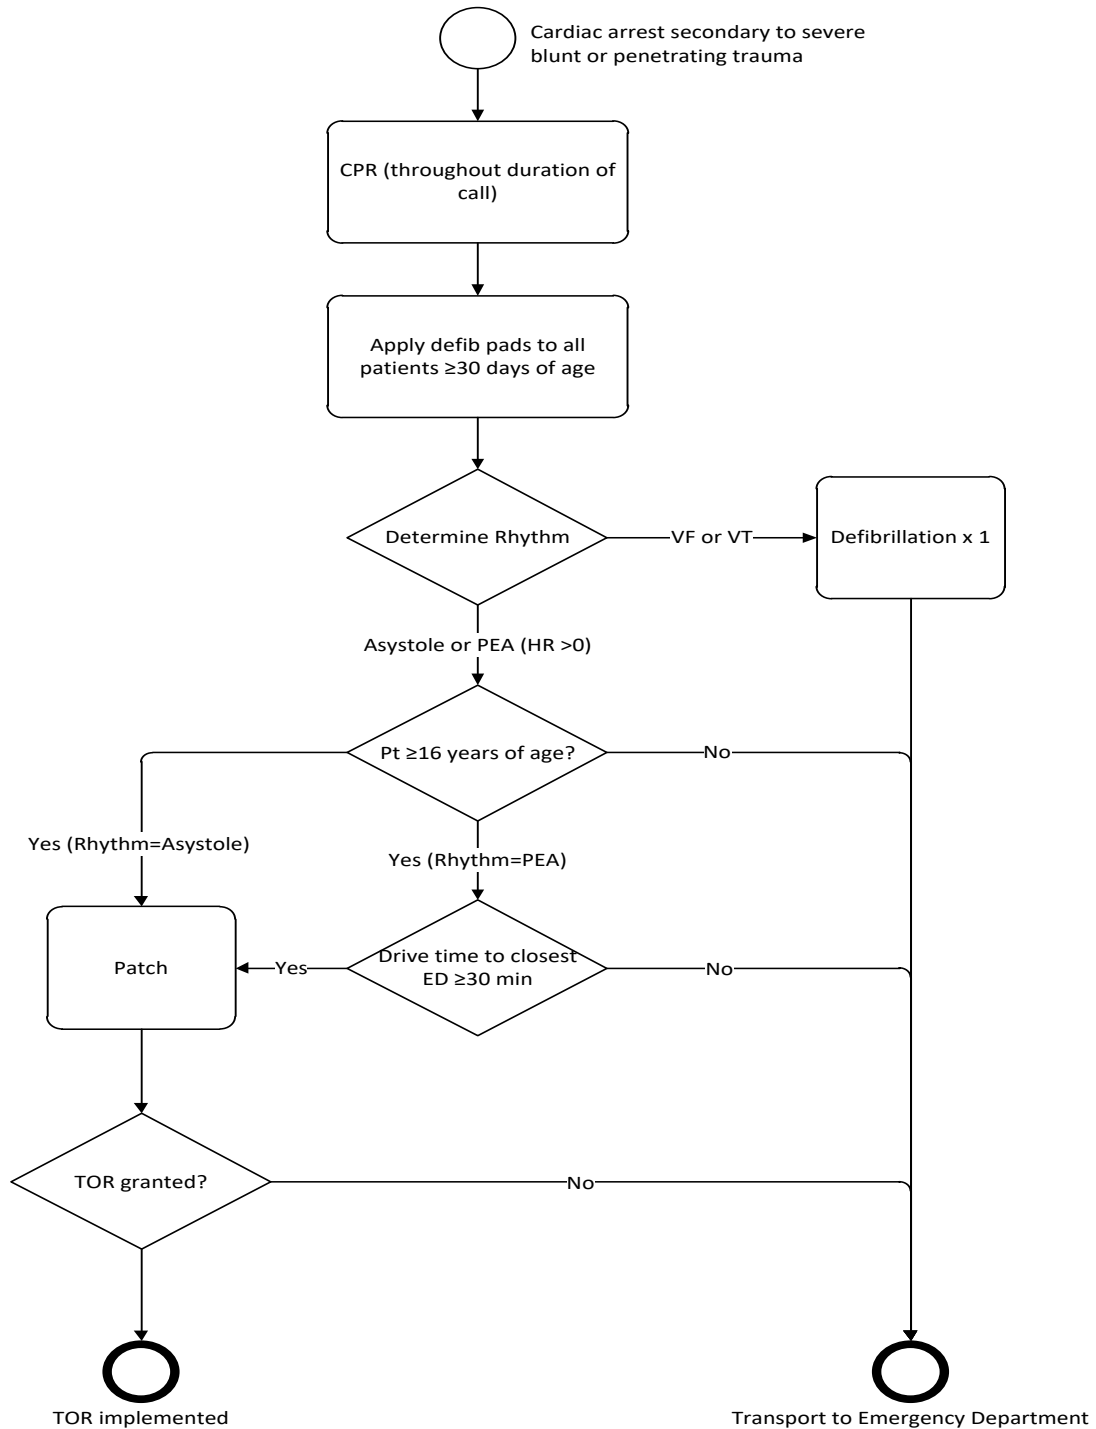 Cardiac arrest secondary to severe
blunt or penetrating trauma
CPR (throughout duration of
call)
Apply defib pads to all
patients ≥30 days of age
Determine Rhythm
VF or VT
Defibrillation x 1
Asystole or PEA (HR >0)
Pt ≥16 years of age?
No
Yes (Rhythm=Asystole)
Yes (Rhythm=PEA)
Patch
Yes
Drive time to closest
ED ≥30 min
No
TOR granted?
No
TOR implemented
Transport to Emergency Department